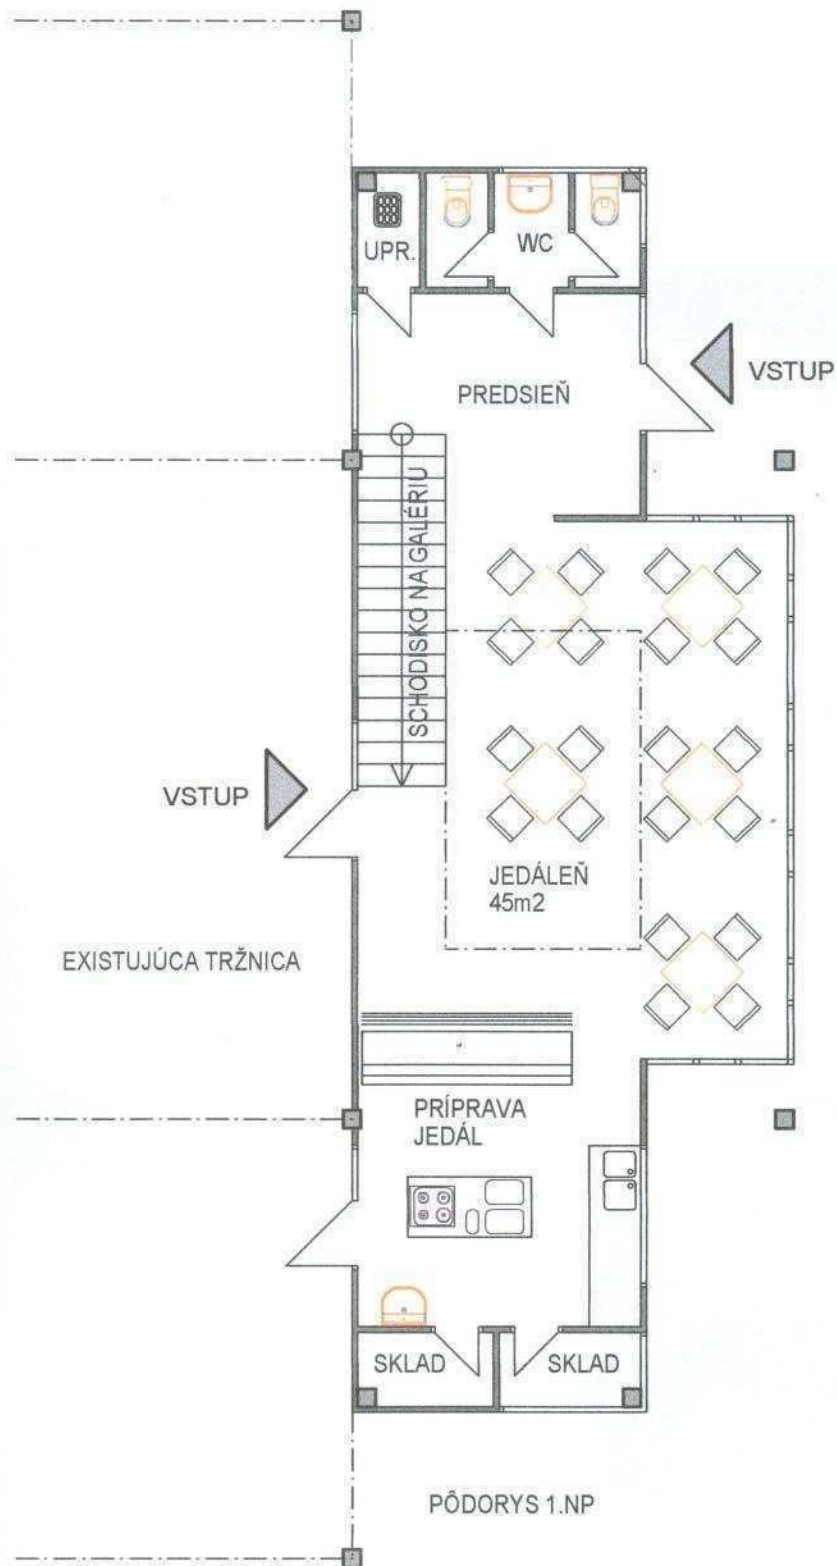 UPR.
WC
VSTUP
PREDSIEŇ
SCHODISKO NA GALÉRIU
VSTUP
JEDÁLEŇ
45m2
EXISTUJÚCA TRŽNICA
PRÍPRAVA
JEDÁL
SKLAD
SKLAD
PÔDORYS 1.NP